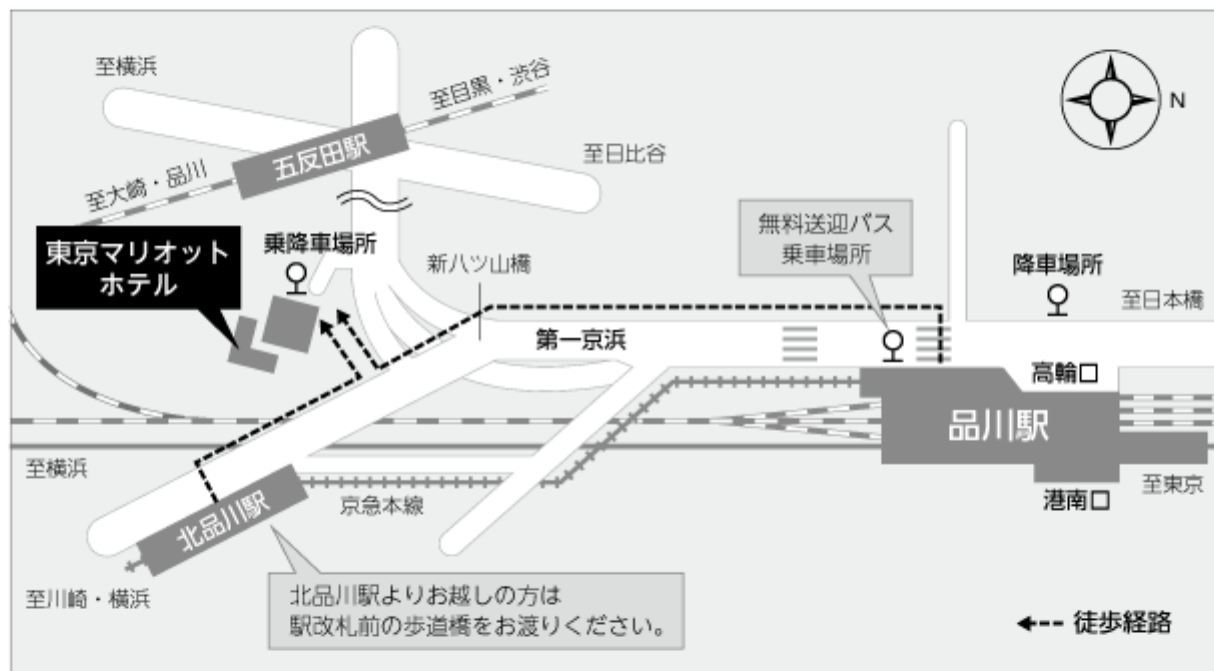 至横浜
至目黒・渋谷
五反田駅
至日比谷
至大崎・品川
N
東京マリオット
ホテル
乗降車場所
新八ツ山橋
無料送迎バス
乗車場所
降車場所
至日本橋
第一京浜
高輪口
品川駅
至横浜
京急本線
至東京
港南口
北品川駅
至川崎・横浜
北品川駅よりお越しの方は
駅改札前の歩道橋をお渡りください。
徒歩経路